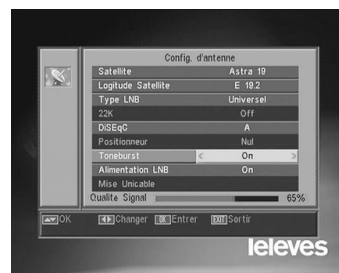 Config. d'antenne
Satellite Astra 19
Logitude Satellite E 19.2
Type LNB Universel
22K Off
DiSEqC A
Positionneur Nul
Toneburst < On >
Alimentation LNB On
Mise Unicable
Qualite Signal 65%
OK Changer OK Entrer EXIT Sortir
leleves